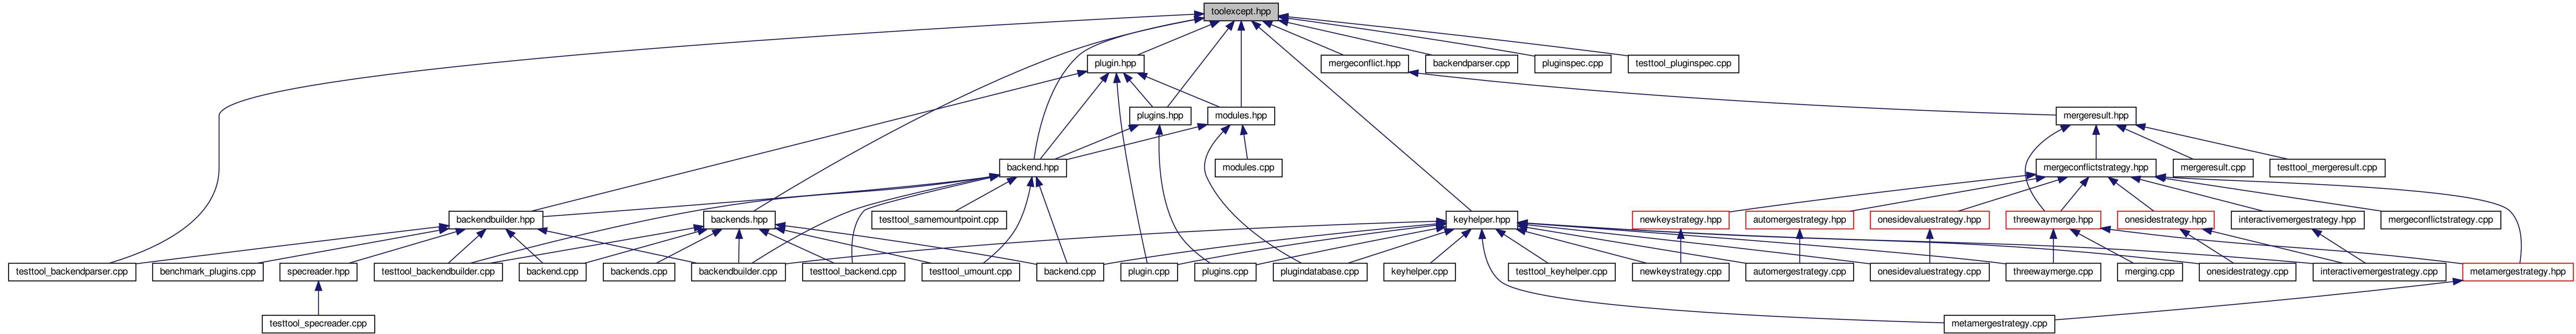 toolexcept.hpp
plugin.hpp
mergeconflict.hpp
backendparser.cpp
pluginspec.cpp
testtool_pluginspec.cpp
plugins.hpp
modules.hpp
mergeresult.hpp
backend.hpp
modules.cpp
mergeconflictstrategy.hpp
mergeresult.cpp
testtool_mergeresult.cpp
backendbuilder.hpp
backends.hpp
testtool_samemountpoint.cpp
keyhelper.hpp
newkeystrategy.hpp
automergestrategy.hpp
onesidevaluestrategy.hpp
threewaymerge.hpp
onesidestrategy.hpp
interactivemergestrategy.hpp
mergeconflictstrategy.cpp
testtool_backendparser.cpp
benchmark_plugins.cpp
specreader.hpp
testtool_backendbuilder.cpp
backend.cpp
backends.cpp
backendbuilder.cpp
testtool_backend.cpp
testtool_umount.cpp
backend.cpp
plugin.cpp
plugins.cpp
plugindatabase.cpp
keyhelper.cpp
testtool_keyhelper.cpp
newkeystrategy.cpp
automergestrategy.cpp
onesidevaluestrategy.cpp
threewaymerge.cpp
merging.cpp
onesidestrategy.cpp
interactivemergestrategy.cpp
metamergestrategy.hpp
testtool_specreader.cpp
metamergestrategy.cpp